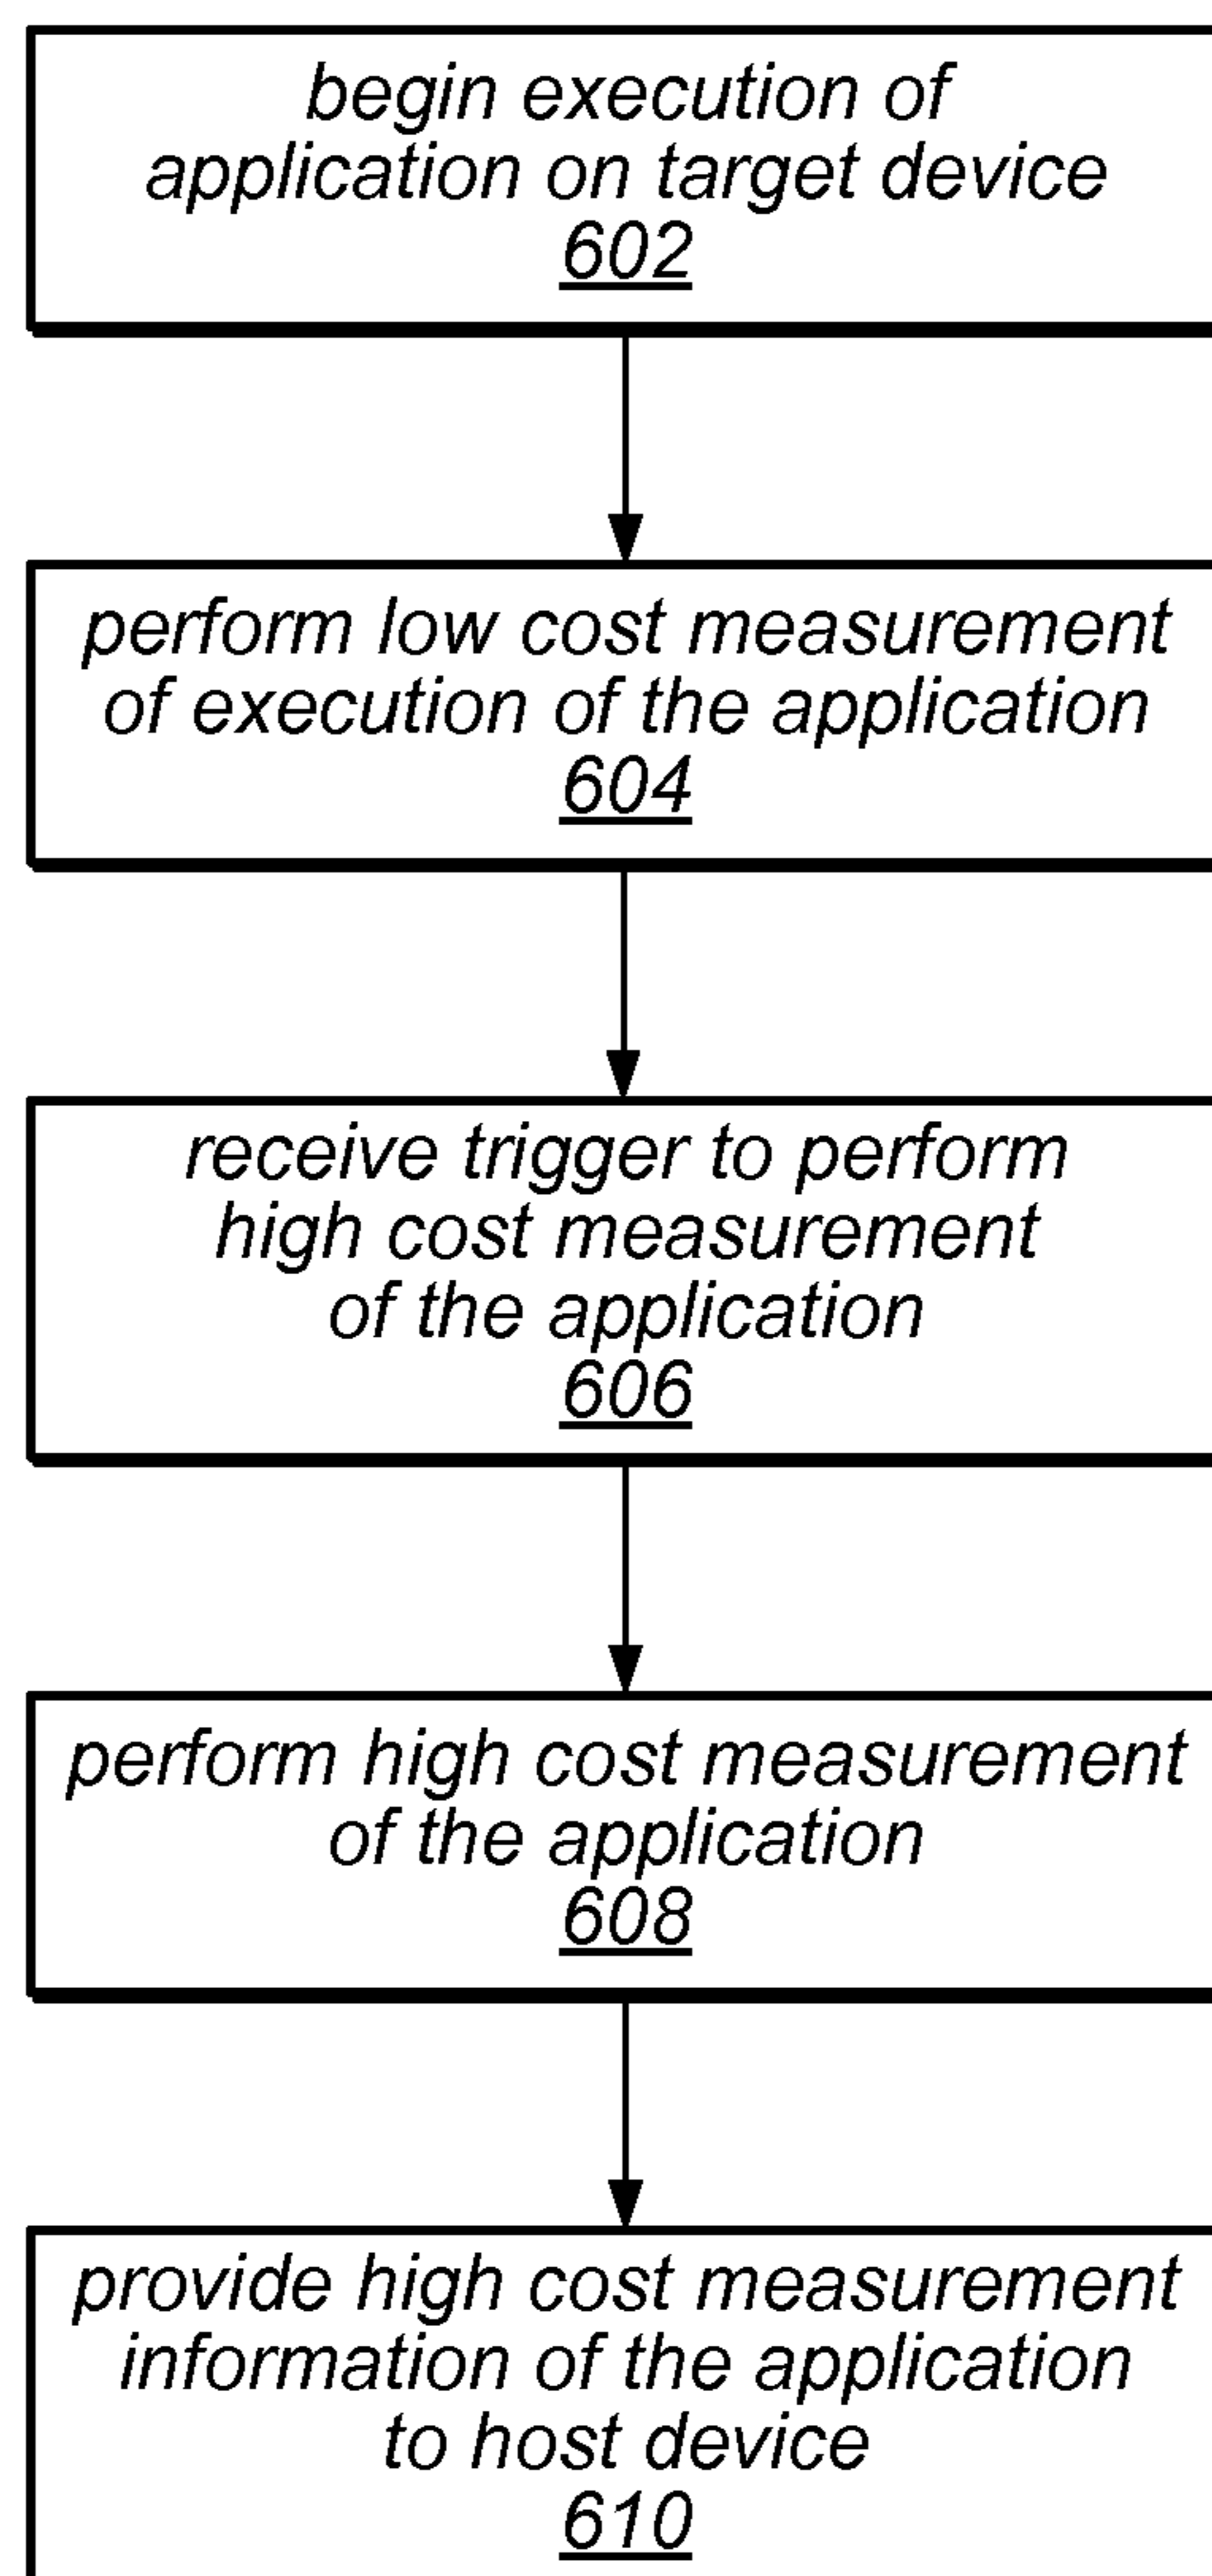 begin execution of
application on target device
602
perform low cost measurement
of execution of the application
604
receive trigger to perform
high cost measurement
of the application
606
perform high cost measurement
of the application
608
provide high cost measurement
information of the application
to host device
610